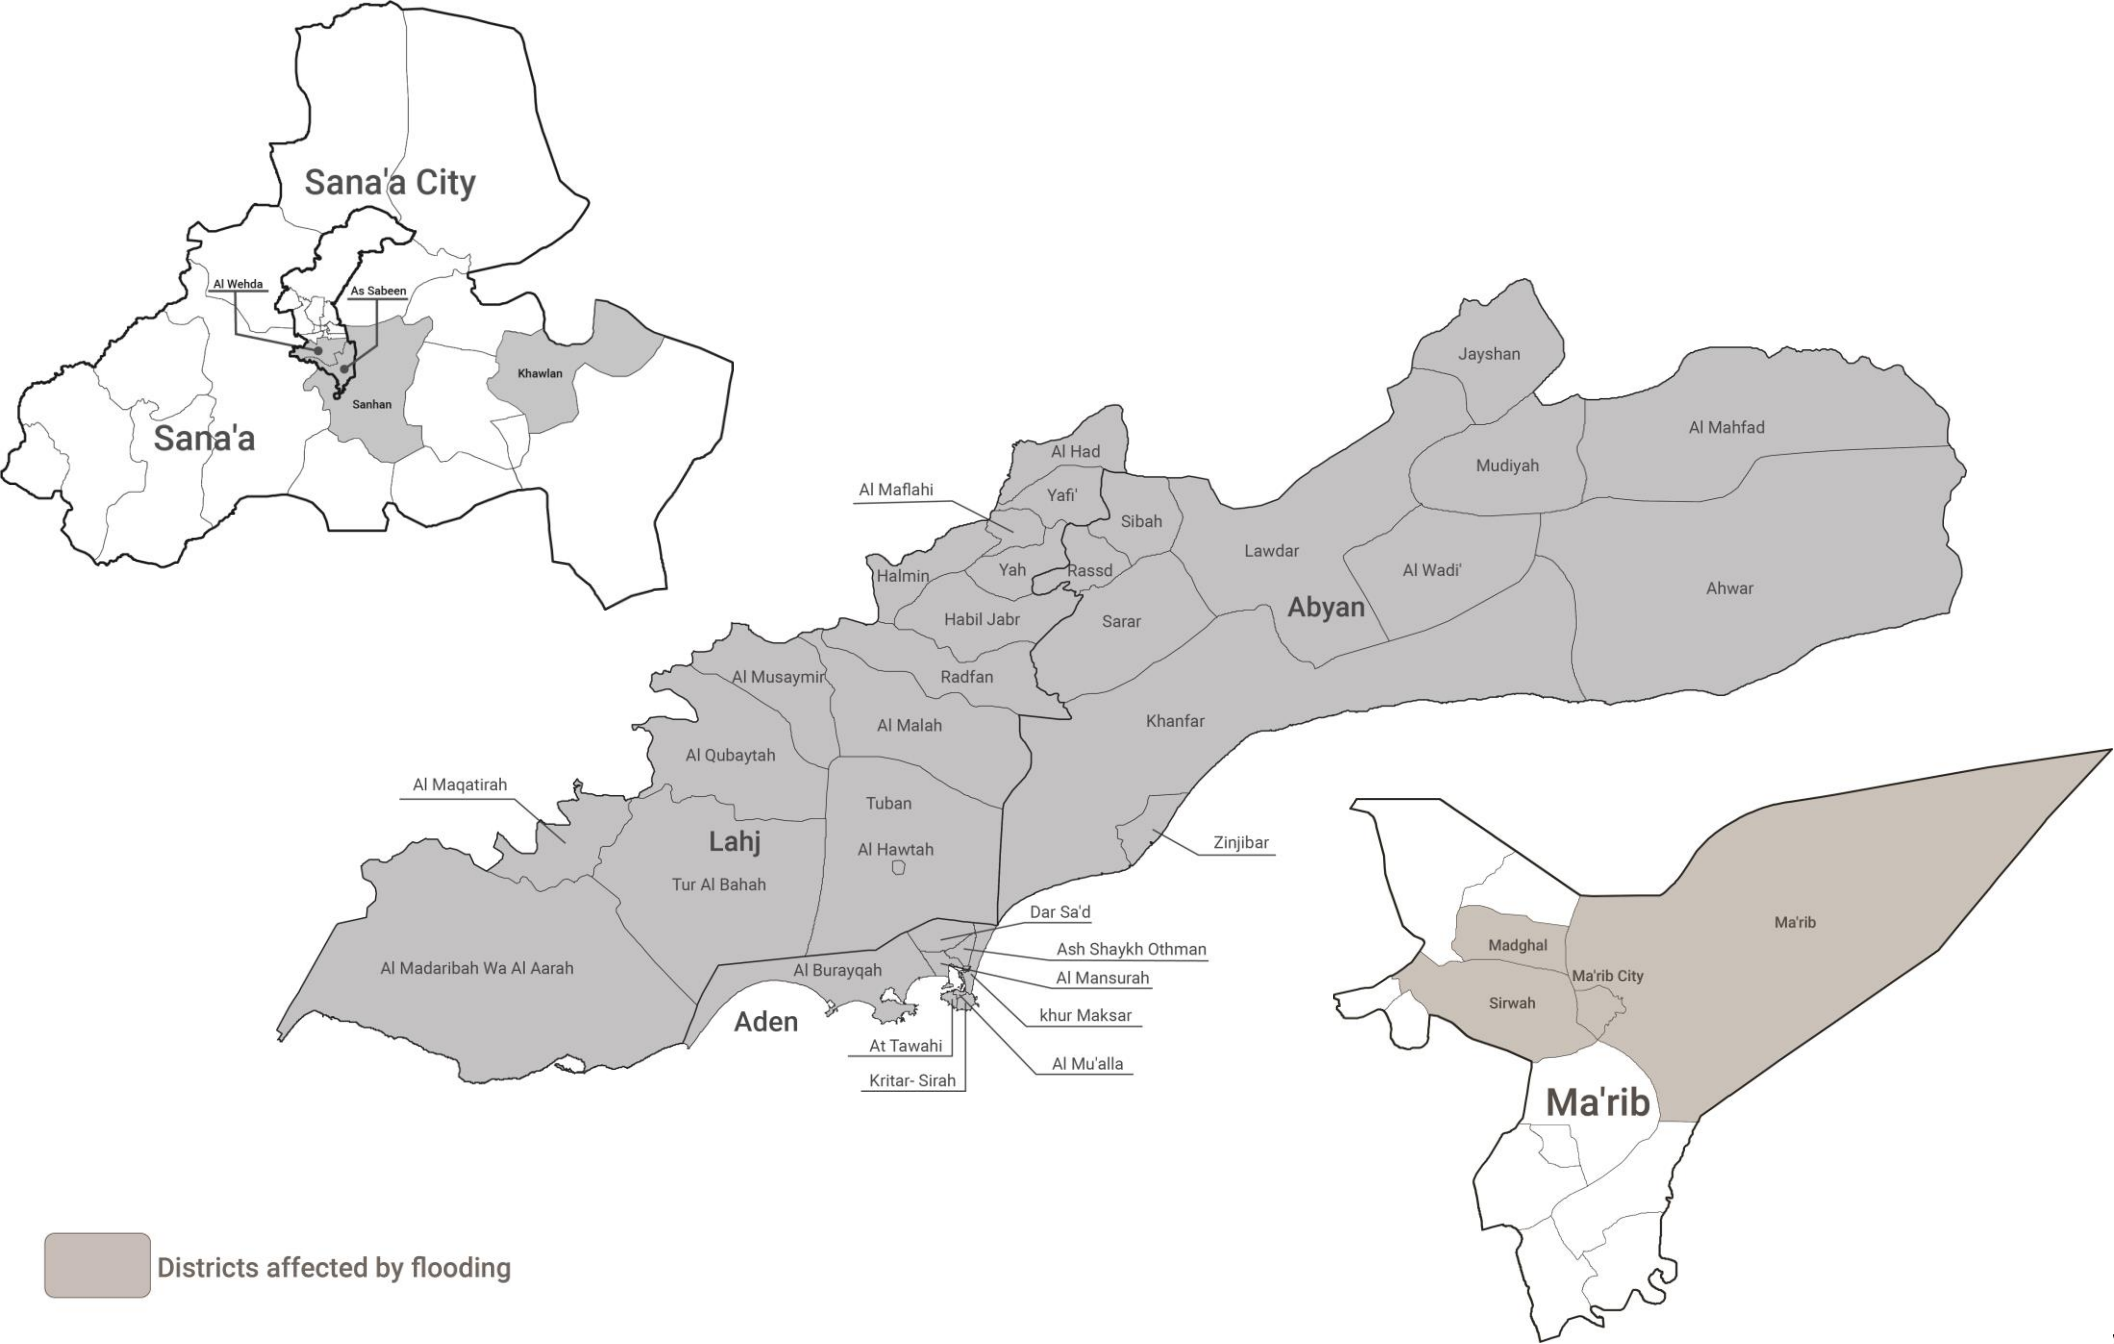 Sana'a City
Al Wehda
As Sabeen
Khawlan
Sanhan
Sana'a
Jayshan
Al Mahfad
Al Had
Mudiyah
Al Maflahi
Yafi'
Sibah
Lawdar
Al Wadi'
Halmin
Yah
Rassd
Ahwar
Abyan
Habil Jabr
Sarar
Al Musaymir
Radfan
Al Malah
Khanfar
Al Qubaytah
Al Maqatirah
Tuban
Lahj
Zinjibar
Al Hawtah
Tur Al Bahah
Dar Sa'd
Ma'rib
Madghal
Ash Shaykh Othman
Al Madaribah Wa Al Aarah
Al Burayqah
Al Mansurah
Ma'rib City
Sirwah
khur Maksar
Aden
At Tawahi
Al Mu'alla
Kritar- Sirah
Ma'rib
Districts affected by flooding